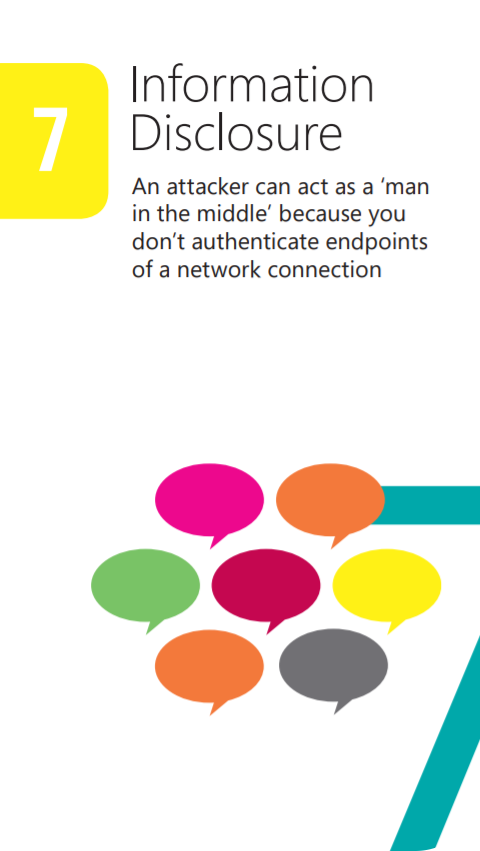 7
Information
Disclosure
An attacker can act as a ‘man
in the middle’ because you
don’t authenticate endpoints
of a network connection
7